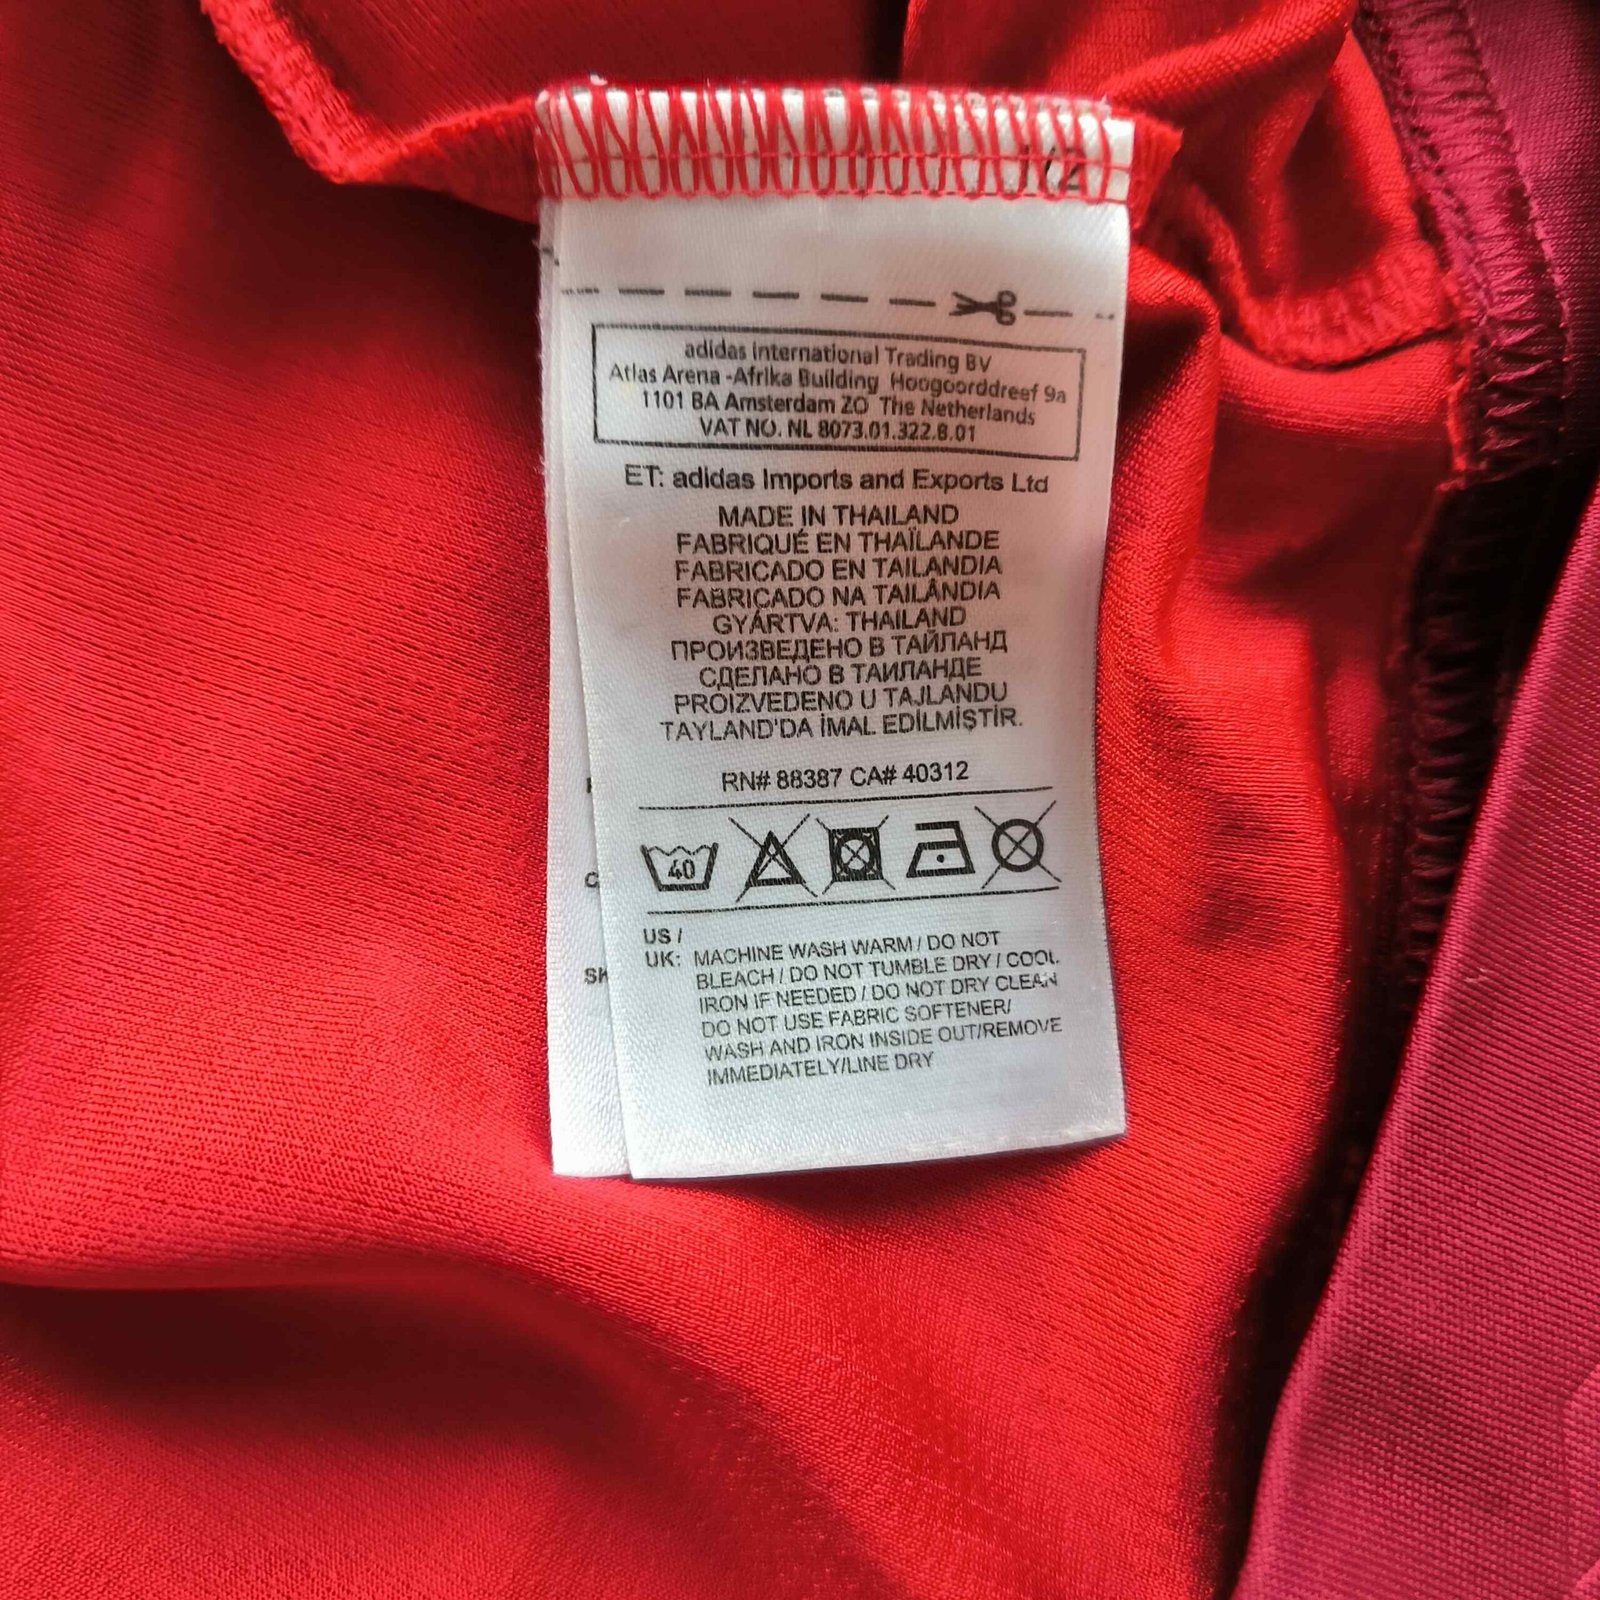 1/2
adidas International Trading BV
Atlas Arena -Afrika Building Hoogoorddreef 9a
1101 BA Amsterdam ZO The Netherlands
VAT NO. NL 8073.01.322.B.01
ET: adidas Imports and Exports Ltd
MADE IN THAILAND
FABRIQUÉ EN THAÏLANDE
FABRICADO EN TAILANDIA
FABRICADO NA TAILÂNDIA
GYÁRTVA: THAILAND
ПРОИЗВЕДЕНО В ТАЙЛАНД
СДЕЛАНО В ТАИЛАНДЕ
PROIZVEDENO U TAJLANDU
TAYLAND'DA İMAL EDİLMİŞTİR.
RN# 88387 CA# 40312
40
US /
UK: MACHINE WASH WARM / DO NOT
BLEACH / DO NOT TUMBLE DRY / COOL
IRON IF NEEDED / DO NOT DRY CLEAN
DO NOT USE FABRIC SOFTENER/
WASH AND IRON INSIDE OUT/REMOVE
IMMEDIATELY/LINE DRY